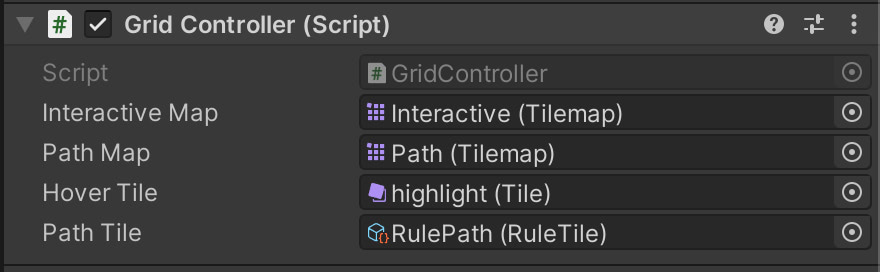 Grid Controller (Script)
Script GridController
Interactive Map Interactive (Tilemap)
Path Map Path (Tilemap)
Hover Tile highlight (Tile)
Path Tile RulePath (RuleTile)